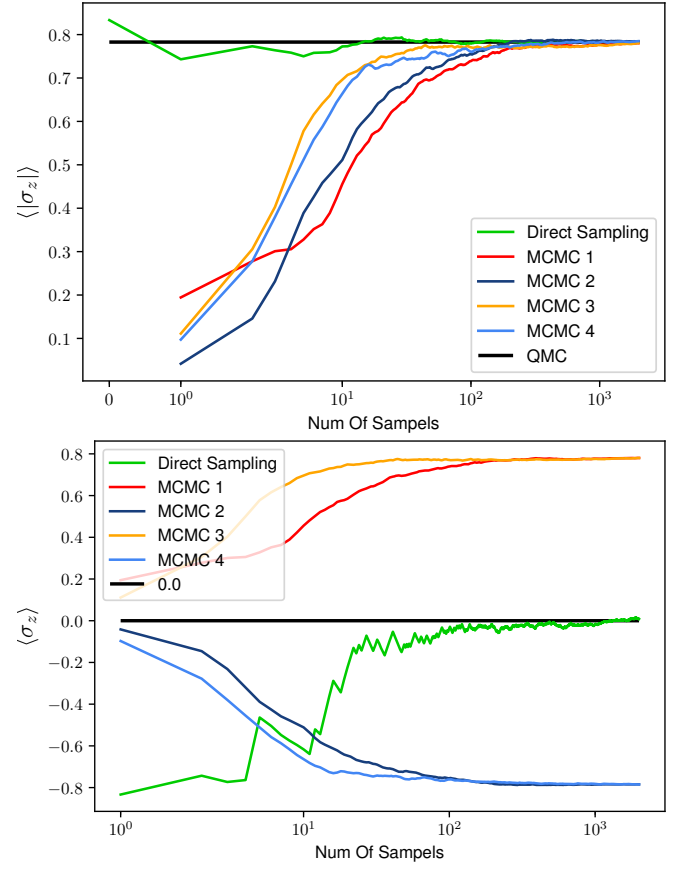 0.8
0.7
0.6
0.5
0.4
0.3
0.2
0.1
⟨|σz|⟩
Direct Sampling
MCMC 1
MCMC 2
MCMC 3
MCMC 4
QMC
0 10⁰ 10¹ 10² 10³
Num Of Sampels
0.8
0.6
0.4
0.2
0.0
−0.2
−0.4
−0.6
−0.8
⟨σz⟩
Direct Sampling
MCMC 1
MCMC 2
MCMC 3
MCMC 4
0.0
10⁰ 10¹ 10² 10³
Num Of Sampels